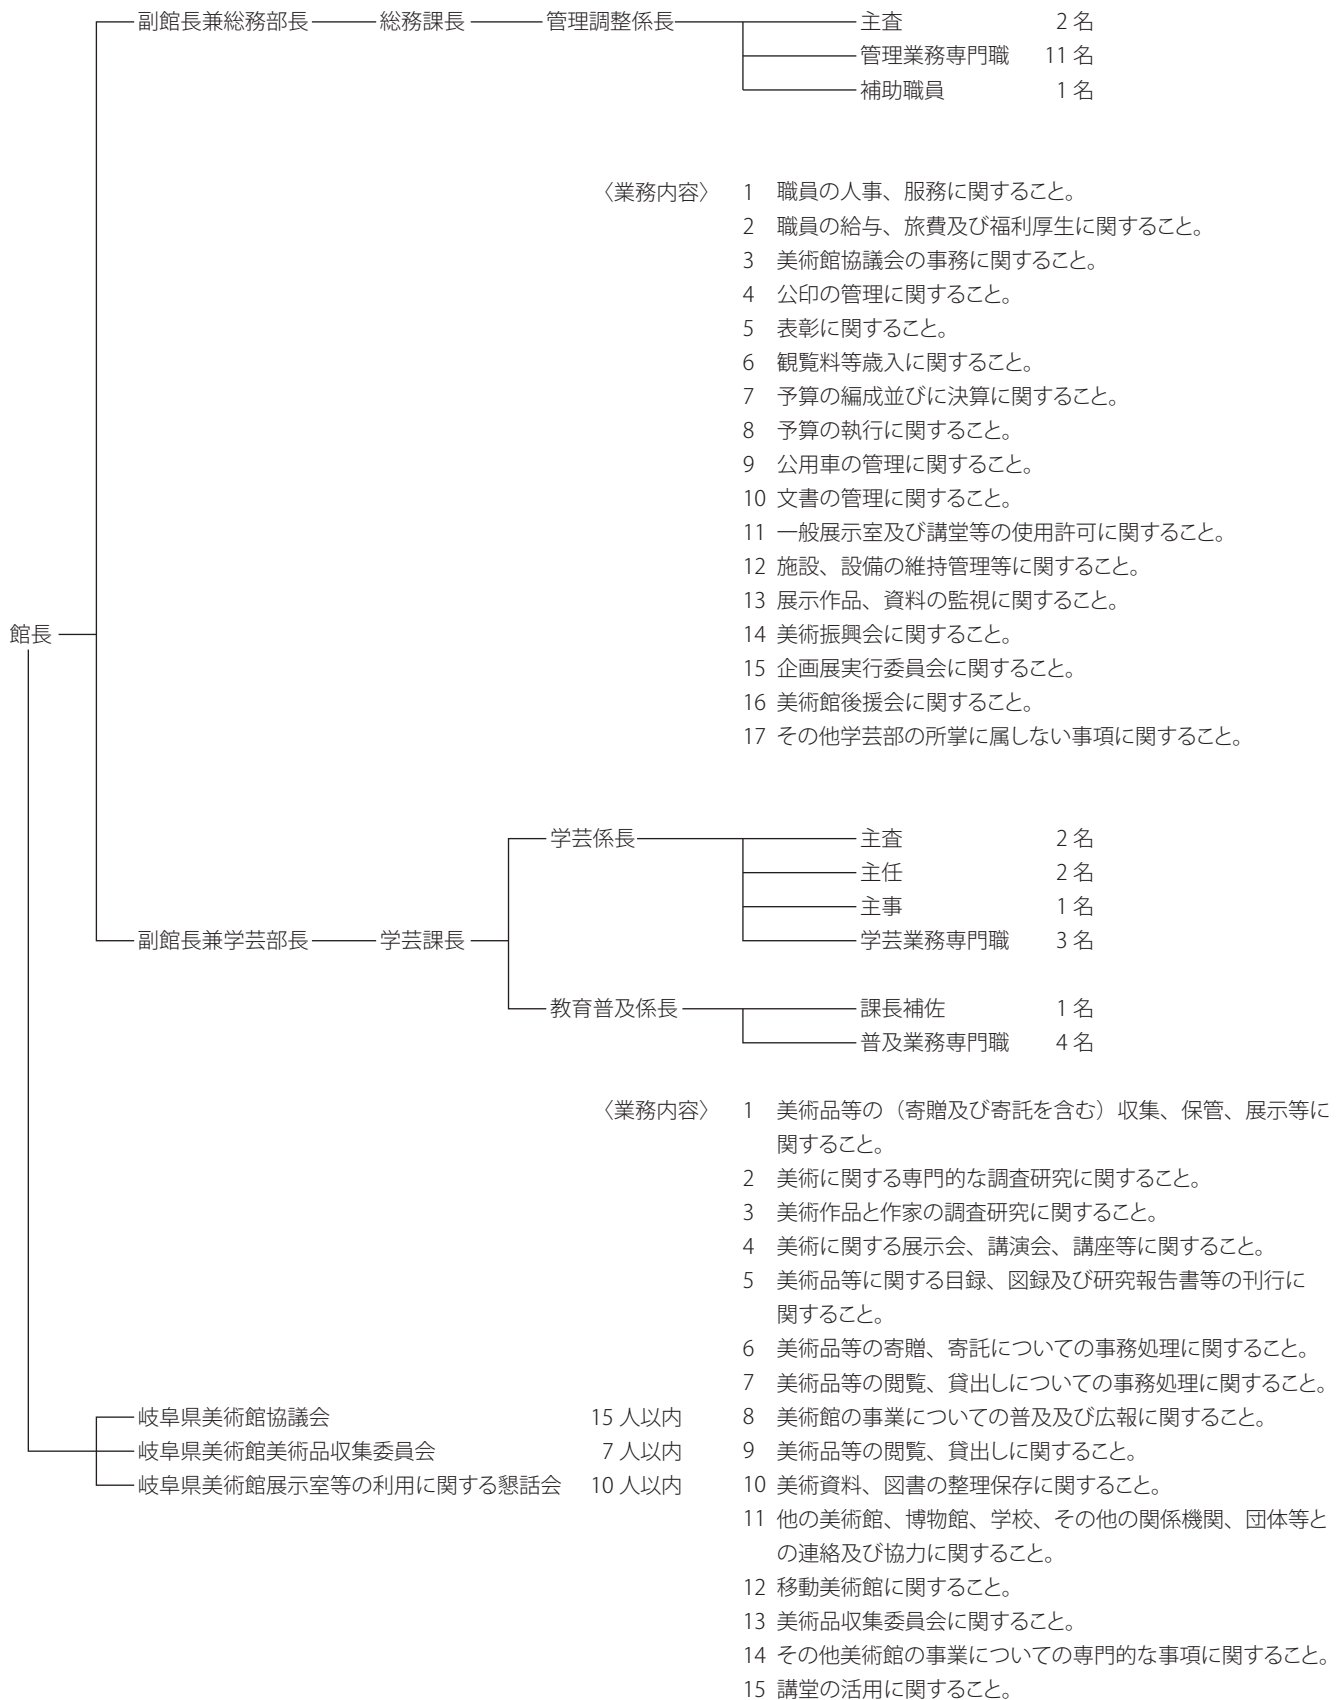 副館長兼総務部長 総務課長 管理調整係長 主査 2 名
管理業務専門職 11 名
補助職員 1 名
〈業務内容〉 1 職員の人事、服務に関すること。
2 職員の給与、旅費及び福利厚生に関すること。
3 美術館協議会の事務に関すること。
4 公印の管理に関すること。
5 表彰に関すること。
6 観覧料等歳入に関すること。
7 予算の編成並びに決算に関すること。
8 予算の執行に関すること。
9 公用車の管理に関すること。
10 文書の管理に関すること。
11 一般展示室及び講堂等の使用許可に関すること。
12 施設、設備の維持管理等に関すること。
13 展示作品、資料の監視に関すること。
館長
14 美術振興会に関すること。
15 企画展実行委員会に関すること。
16 美術館後援会に関すること。
17 その他学芸部の所掌に属しない事項に関すること。
学芸係長 主査 2 名
主任 2 名
主事 1 名
副館長兼学芸部長 学芸課長 学芸業務専門職 3 名
教育普及係長 課長補佐 1 名
普及業務専門職 4 名
〈業務内容〉 1 美術品等の（寄贈及び寄託を含む）収集、保管、展示等に
関すること。
2 美術に関する専門的な調査研究に関すること。
3 美術作品と作家の調査研究に関すること。
4 美術に関する展示会、講演会、講座等に関すること。
5 美術品等に関する目録、図録及び研究報告書等の刊行に
関すること。
6 美術品等の寄贈、寄託についての事務処理に関すること。
7 美術品等の閲覧、貸出しについての事務処理に関すること。
岐阜県美術館協議会 15 人以内
8 美術館の事業についての普及及び広報に関すること。
岐阜県美術館美術品収集委員会 7 人以内
9 美術品等の閲覧、貸出しに関すること。
岐阜県美術館展示室等の利用に関する懇話会 10 人以内
10 美術資料、図書の整理保存に関すること。
11 他の美術館、博物館、学校、その他の関係機関、団体等と
の連絡及び協力に関すること。
12 移動美術館に関すること。
13 美術品収集委員会に関すること。
14 その他美術館の事業についての専門的な事項に関すること。
15 講堂の活用に関すること。